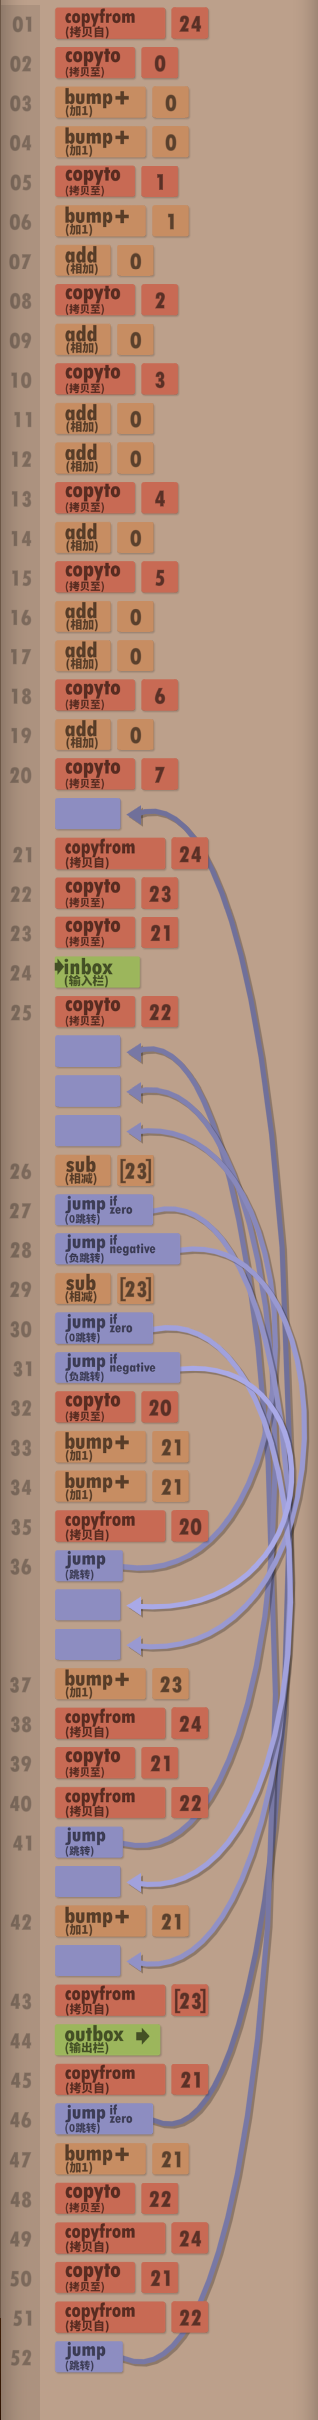 01 copyfrom (拷贝自) 24
02 copyto (拷贝至) 0
03 bump+ (加1) 0
04 bump+ (加1) 0
05 copyto (拷贝至) 1
06 bump+ (加1) 1
07 add (相加) 0
08 copyto (拷贝至) 2
09 add (相加) 0
10 copyto (拷贝至) 3
11 add (相加) 0
12 add (相加) 0
13 copyto (拷贝至) 4
14 add (相加) 0
15 copyto (拷贝至) 5
16 add (相加) 0
17 add (相加) 0
18 copyto (拷贝至) 6
19 add (相加) 0
20 copyto (拷贝至) 7
21 copyfrom (拷贝自) 24
22 copyto (拷贝至) 23
23 copyto (拷贝至) 21
24 inbox (输入栏)
25 copyto (拷贝至) 22
26 sub (相减) [23]
27 jump if zero (0跳转)
28 jump if negative (负跳转)
29 sub (相减) [23]
30 jump if zero (0跳转)
31 jump if negative (负跳转)
32 copyto (拷贝至) 20
33 bump+ (加1) 21
34 bump+ (加1) 21
35 copyfrom (拷贝自) 20
36 jump (跳转)
37 bump+ (加1) 23
38 copyfrom (拷贝自) 24
39 copyto (拷贝至) 21
40 copyfrom (拷贝自) 22
41 jump (跳转)
42 bump+ (加1) 21
43 copyfrom (拷贝自) [23]
44 outbox (输出栏)
45 copyfrom (拷贝自) 21
46 jump if zero (0跳转)
47 bump+ (加1) 21
48 copyto (拷贝至) 22
49 copyfrom (拷贝自) 24
50 copyto (拷贝至) 21
51 copyfrom (拷贝自) 22
52 jump (跳转)